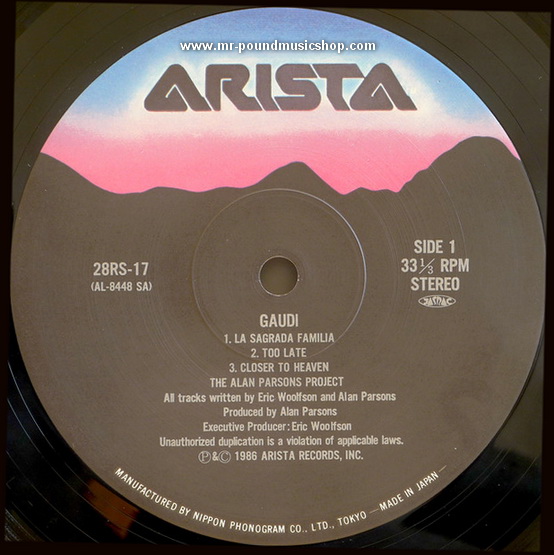 www.mr-poundmusicshop.com
ARISTA
28RS-17
(AL-8448 SA)
SIDE 1
33 1/3 RPM
STEREO
JASRAC
GAUDI
1. LA SAGRADA FAMILIA
2. TOO LATE
3. CLOSER TO HEAVEN
THE ALAN PARSONS PROJECT
All tracks written by Eric Woolfson and Alan Parsons
Produced by Alan Parsons
Executive Producer: Eric Woolfson
Unauthorized duplication is a violation of applicable laws.
Ⓟ&© 1986 ARISTA RECORDS, INC.
MANUFACTURED BY NIPPON PHONOGRAM CO., LTD., TOKYO — MADE IN JAPAN —